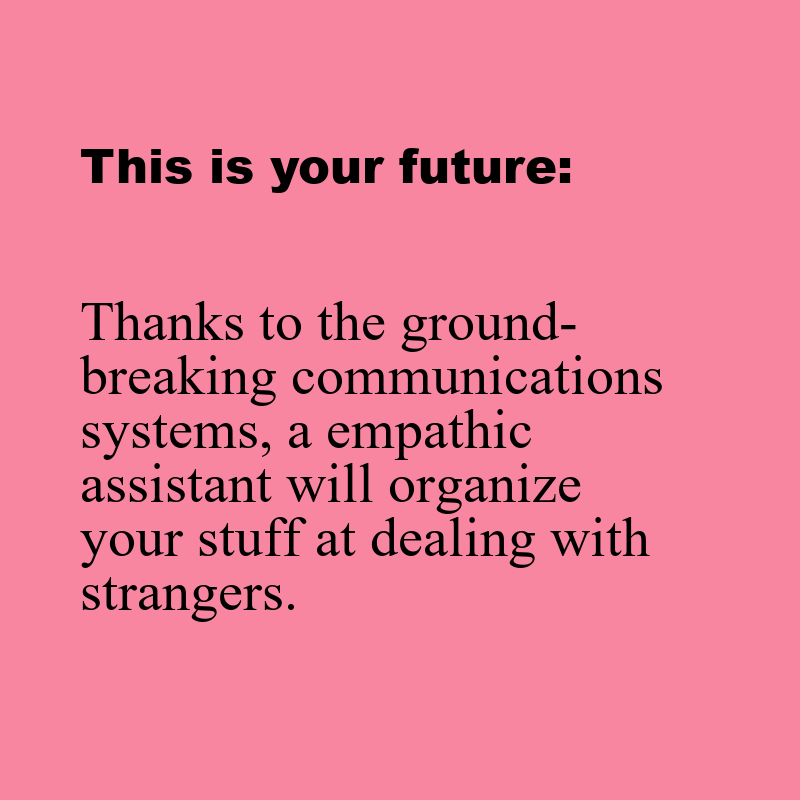 This is your future:
Thanks to the ground-
breaking communications
systems, a empathic
assistant will organize
your stuff at dealing with
strangers.